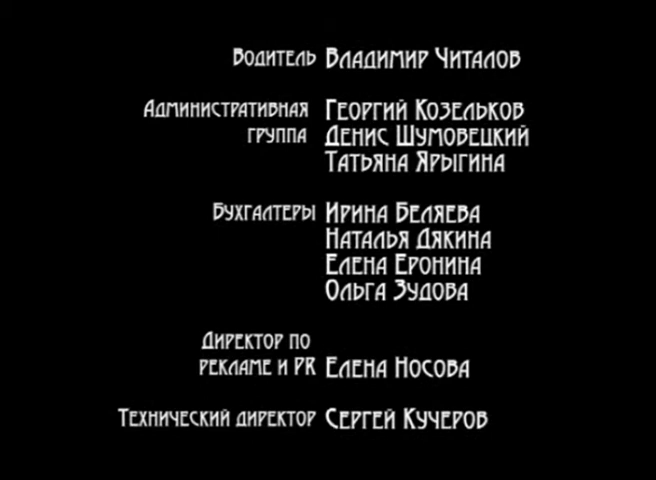 Водитель Владимир Читалов
Административная Георгий Козельков
группа Денис Шумовецкий
Татьяна Ярыгина
Бухгалтеры Ирина Беляева
Наталья Дякина
Елена Еронина
Ольга Зудова
Директор по
рекламе и PR Елена Носова
Технический директор Сергей Кучеров